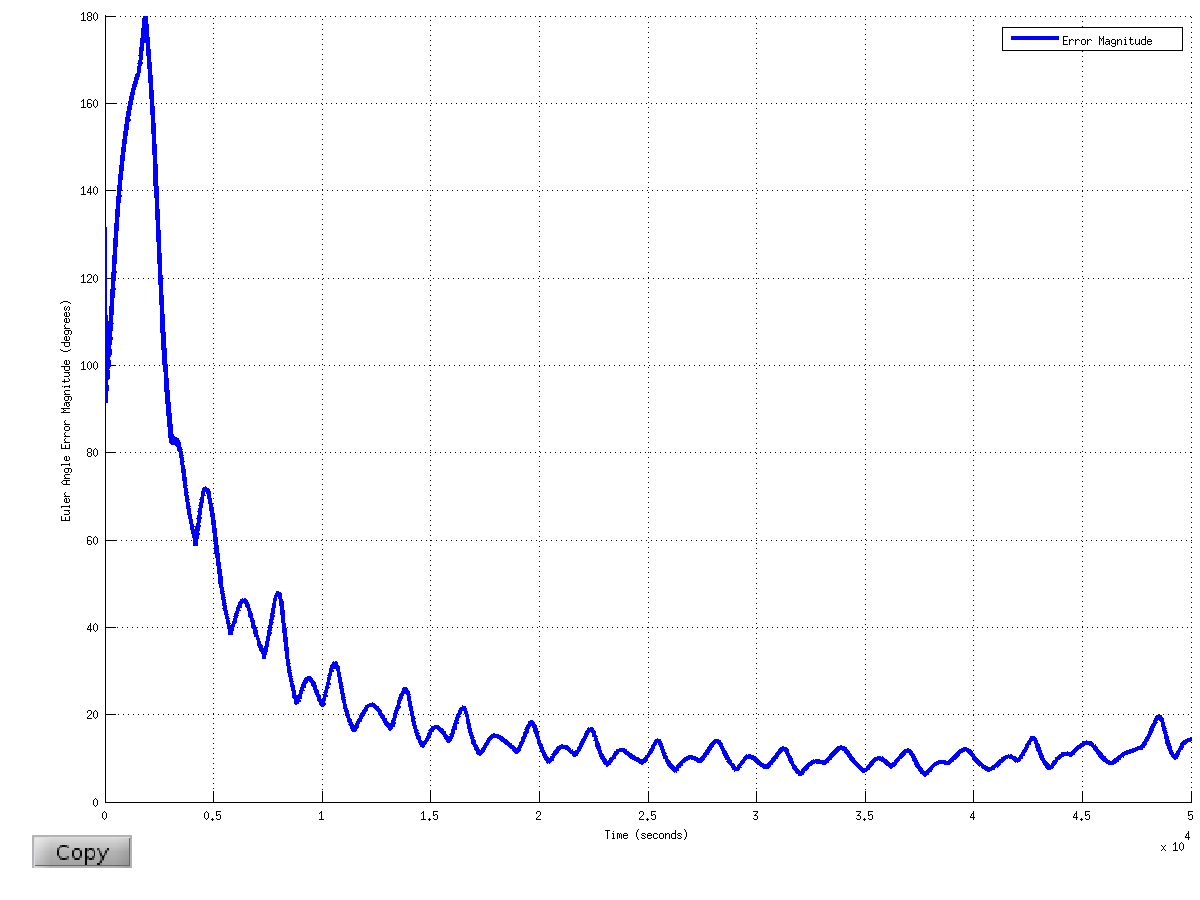 180
160
140
120
100
80
60
40
20
0
Euler Angle Error Magnitude (degrees)
Error Magnitude
0 0.5 1 1.5 2 2.5 3 3.5 4 4.5 5
Time (seconds)
x 10 4
Copy